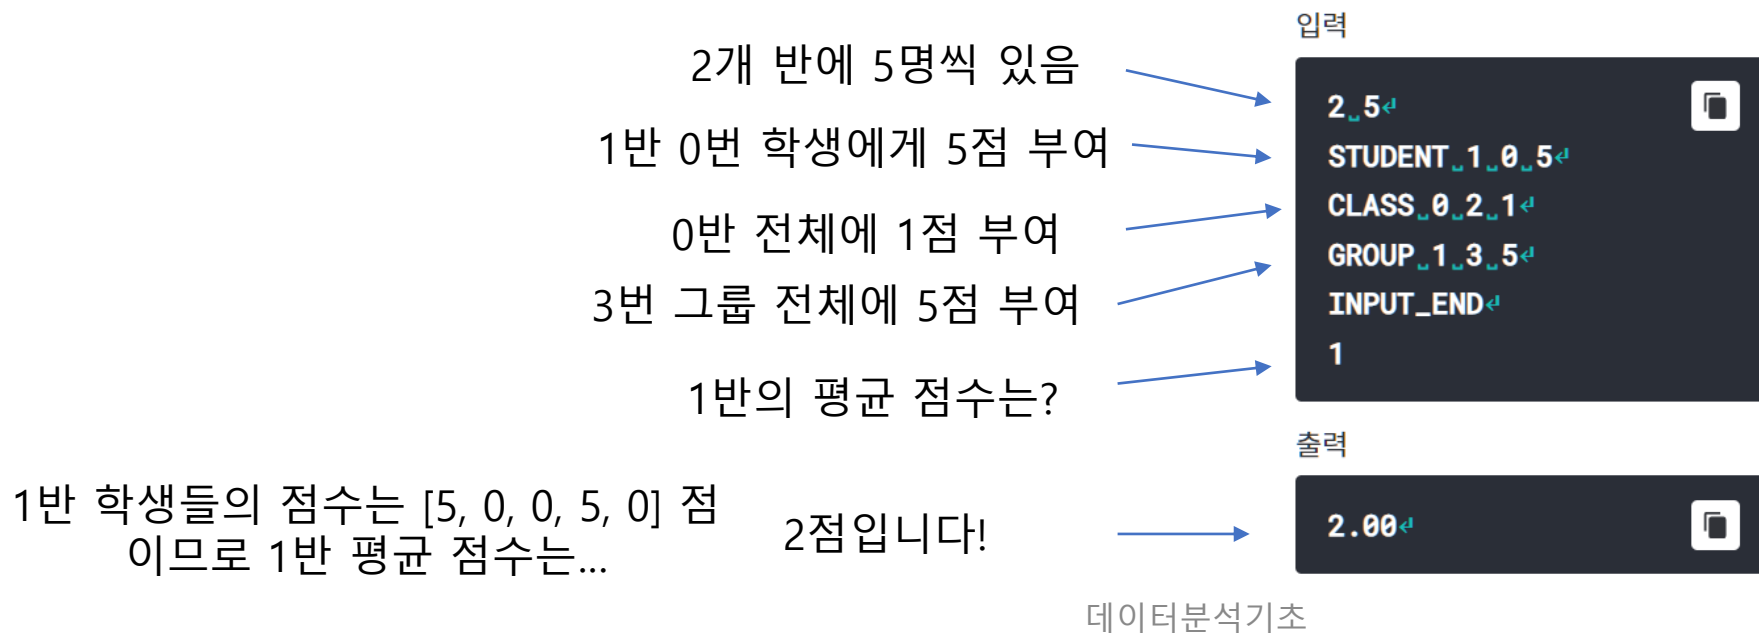 입력
2개 반에 5명씩 있음
2␣5↵
1반 0번 학생에게 5점 부여
STUDENT␣1␣0␣5↵
0반 전체에 1점 부여
CLASS␣0␣2␣1↵
3번 그룹 전체에 5점 부여
GROUP␣1␣3␣5↵
INPUT_END↵
1반의 평균 점수는?
1
출력
1반 학생들의 점수는 [5, 0, 0, 5, 0] 점
이므로 1반 평균 점수는...
2점입니다!
2.00↵
데이터분석기초